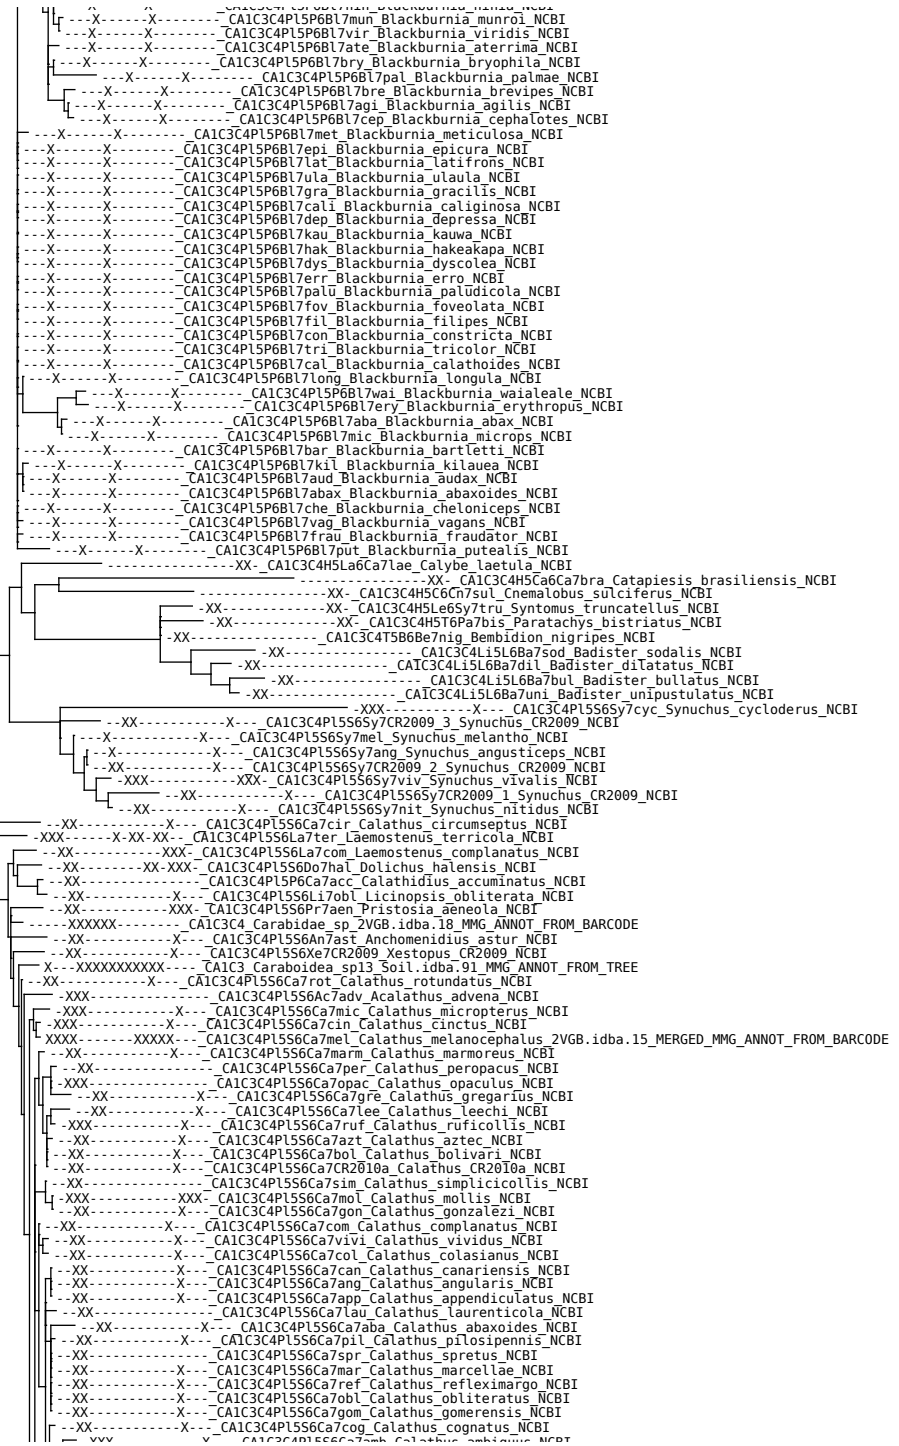 ---X------X--------_CA1C3C4Pl5P6Bl7mun_Blackburnia_munroi_NCBI
---X------X--------_CA1C3C4Pl5P6Bl7vir_Blackburnia_viridis_NCBI
---X------X--------_CA1C3C4Pl5P6Bl7ate_Blackburnia_aterrima_NCBI
---X------X--------_CA1C3C4Pl5P6Bl7bry_Blackburnia_bryophila_NCBI
---X------X--------_CA1C3C4Pl5P6Bl7pal_Blackburnia_palmae_NCBI
---X------X--------_CA1C3C4Pl5P6Bl7bre_Blackburnia_brevipes_NCBI
---X------X--------_CA1C3C4Pl5P6Bl7agi_Blackburnia_agilis_NCBI
---X------X--------_CA1C3C4Pl5P6Bl7cep_Blackburnia_cephalotes_NCBI
---X------X--------_CA1C3C4Pl5P6Bl7met_Blackburnia_meticulosa_NCBI
---X------X--------_CA1C3C4Pl5P6Bl7epi_Blackburnia_epicura_NCBI
---X------X--------_CA1C3C4Pl5P6Bl7lat_Blackburnia_latifrons_NCBI
---X------X--------_CA1C3C4Pl5P6Bl7ula_Blackburnia_ulaula_NCBI
---X------X--------_CA1C3C4Pl5P6Bl7gra_Blackburnia_gracilis_NCBI
---X------X--------_CA1C3C4Pl5P6Bl7cali_Blackburnia_caliginosa_NCBI
---X------X--------_CA1C3C4Pl5P6Bl7dep_Blackburnia_depressa_NCBI
---X------X--------_CA1C3C4Pl5P6Bl7kau_Blackburnia_kauwa_NCBI
---X------X--------_CA1C3C4Pl5P6Bl7hak_Blackburnia_hakeakapa_NCBI
---X------X--------_CA1C3C4Pl5P6Bl7dys_Blackburnia_dyscolea_NCBI
---X------X--------_CA1C3C4Pl5P6Bl7err_Blackburnia_erro_NCBI
---X------X--------_CA1C3C4Pl5P6Bl7palu_Blackburnia_paludicola_NCBI
---X------X--------_CA1C3C4Pl5P6Bl7fov_Blackburnia_foveolata_NCBI
---X------X--------_CA1C3C4Pl5P6Bl7fil_Blackburnia_filipes_NCBI
---X------X--------_CA1C3C4Pl5P6Bl7con_Blackburnia_constricta_NCBI
---X------X--------_CA1C3C4Pl5P6Bl7tri_Blackburnia_tricolor_NCBI
---X------X--------_CA1C3C4Pl5P6Bl7cal_Blackburnia_calathoides_NCBI
---X------X--------_CA1C3C4Pl5P6Bl7long_Blackburnia_longula_NCBI
---X------X--------_CA1C3C4Pl5P6Bl7wai_Blackburnia_waialeale_NCBI
---X------X--------_CA1C3C4Pl5P6Bl7ery_Blackburnia_erythropus_NCBI
---X------X--------_CA1C3C4Pl5P6Bl7aba_Blackburnia_abax_NCBI
---X------X--------_CA1C3C4Pl5P6Bl7mic_Blackburnia_microps_NCBI
---X------X--------_CA1C3C4Pl5P6Bl7bar_Blackburnia_bartletti_NCBI
---X------X--------_CA1C3C4Pl5P6Bl7kil_Blackburnia_kilauea_NCBI
---X------X--------_CA1C3C4Pl5P6Bl7aud_Blackburnia_audax_NCBI
---X------X--------_CA1C3C4Pl5P6Bl7abax_Blackburnia_abaxoides_NCBI
---X------X--------_CA1C3C4Pl5P6Bl7che_Blackburnia_cheloniceps_NCBI
---X------X--------_CA1C3C4Pl5P6Bl7vag_Blackburnia_vagans_NCBI
---X------X--------_CA1C3C4Pl5P6Bl7frau_Blackburnia_fraudator_NCBI
---X------X--------_CA1C3C4Pl5P6Bl7put_Blackburnia_putealis_NCBI
----------------XX-_CA1C3C4H5La6Ca7lae_Calybe_laetula_NCBI
----------------XX-_CA1C3C4H5Ca6Ca7bra_Catapiesis_brasiliensis_NCBI
----------------XX-_CA1C3C4H5C6Cn7sul_Cnemalobus_sulciferus_NCBI
-XX-------------XX-_CA1C3C4H5Le6Sy7tru_Syntomus_truncatellus_NCBI
-XX-------------XX-_CA1C3C4H5T6Pa7bis_Paratachys_bistriatus_NCBI
-XX----------------_CA1C3C4T5B6Be7nig_Bembidion_nigripes_NCBI
-XX----------------_CA1C3C4Li5L6Ba7sod_Badister_sodalis_NCBI
-XX----------------_CA1C3C4Li5L6Ba7dil_Badister_dilatatus_NCBI
-XX----------------_CA1C3C4Li5L6Ba7bul_Badister_bullatus_NCBI
-XX----------------_CA1C3C4Li5L6Ba7uni_Badister_unipustulatus_NCBI
-XXX-----------X---_CA1C3C4Pl5S6Sy7cyc_Synuchus_cycloderus_NCBI
--XX-----------X---_CA1C3C4Pl5S6Sy7CR2009_3_Synuchus_CR2009_NCBI
---X-----------X---_CA1C3C4Pl5S6Sy7mel_Synuchus_melantho_NCBI
--X------------X---_CA1C3C4Pl5S6Sy7ang_Synuchus_angusticeps_NCBI
--XX-----------X---_CA1C3C4Pl5S6Sy7CR2009_2_Synuchus_CR2009_NCBI
-XXX-----------XXX-_CA1C3C4Pl5S6Sy7viv_Synuchus_vivalis_NCBI
--XX-----------X---_CA1C3C4Pl5S6Sy7CR2009_1_Synuchus_CR2009_NCBI
--XX-----------X---_CA1C3C4Pl5S6Sy7nit_Synuchus_nitidus_NCBI
--XX-----------X---_CA1C3C4Pl5S6Ca7cir_Calathus_circumseptus_NCBI
-XXX------X-XX-XX--_CA1C3C4Pl5S6La7ter_Laemostenus_terricola_NCBI
--XX-----------XXX-_CA1C3C4Pl5S6La7com_Laemostenus_complanatus_NCBI
--XX--------XX-XXX-_CA1C3C4Pl5S6Do7hal_Dolichus_halensis_NCBI
--XX---------------_CA1C3C4Pl5P6Ca7acc_Calathidius_accuminatus_NCBI
--XX-----------X---_CA1C3C4Pl5S6Li7obl_Licinopsis_obliterata_NCBI
--XX-----------XXX-_CA1C3C4Pl5S6Pr7aen_Pristosia_aeneola_NCBI
-----XXXXXX--------_CA1C3C4_Carabidae_sp_2VGB.idba.18_MMG_ANNOT_FROM_BARCODE
--XX-----------X---_CA1C3C4Pl5S6An7ast_Anchomenidius_astur_NCBI
--XX-----------X---_CA1C3C4Pl5S6Xe7CR2009_Xestopus_CR2009_NCBI
X---XXXXXXXXXXX----_CA1C3_Caraboidea_sp13_Soil.idba.91_MMG_ANNOT_FROM_TREE
--XX-----------X---_CA1C3C4Pl5S6Ca7rot_Calathus_rotundatus_NCBI
-XXX---------------_CA1C3C4Pl5S6Ac7adv_Acalathus_advena_NCBI
-XXX-----------X---_CA1C3C4Pl5S6Ca7mic_Calathus_micropterus_NCBI
-XXX-----------X---_CA1C3C4Pl5S6Ca7cin_Calathus_cinctus_NCBI
XXXX-------XXXXX---_CA1C3C4Pl5S6Ca7mel_Calathus_melanocephalus_2VGB.idba.15_MERGED_MMG_ANNOT_FROM_BARCODE
--XX-----------X---_CA1C3C4Pl5S6Ca7marm_Calathus_marmoreus_NCBI
--XX---------------_CA1C3C4Pl5S6Ca7per_Calathus_peropacus_NCBI
-XXX---------------_CA1C3C4Pl5S6Ca7opac_Calathus_opaculus_NCBI
--XX-----------X---_CA1C3C4Pl5S6Ca7gre_Calathus_gregarius_NCBI
--XX-----------X---_CA1C3C4Pl5S6Ca7lee_Calathus_leechi_NCBI
-XXX-----------X---_CA1C3C4Pl5S6Ca7ruf_Calathus_ruficollis_NCBI
--XX-----------X---_CA1C3C4Pl5S6Ca7azt_Calathus_aztec_NCBI
--XX-----------X---_CA1C3C4Pl5S6Ca7bol_Calathus_bolivari_NCBI
--XX-----------X---_CA1C3C4Pl5S6Ca7CR2010a_Calathus_CR2010a_NCBI
--XX---------------_CA1C3C4Pl5S6Ca7sim_Calathus_simplicicollis_NCBI
-XXX-----------XXX-_CA1C3C4Pl5S6Ca7mol_Calathus_mollis_NCBI
--XX-----------X---_CA1C3C4Pl5S6Ca7gon_Calathus_gonzalezi_NCBI
--XX-----------X---_CA1C3C4Pl5S6Ca7com_Calathus_complanatus_NCBI
--XX-----------X---_CA1C3C4Pl5S6Ca7vivi_Calathus_vividus_NCBI
--XX-----------X---_CA1C3C4Pl5S6Ca7col_Calathus_colasianus_NCBI
--XX-----------X---_CA1C3C4Pl5S6Ca7can_Calathus_canariensis_NCBI
--XX-----------X---_CA1C3C4Pl5S6Ca7ang_Calathus_angularis_NCBI
--XX-----------X---_CA1C3C4Pl5S6Ca7app_Calathus_appendiculatus_NCBI
--XX---------------_CA1C3C4Pl5S6Ca7lau_Calathus_laurenticola_NCBI
--XX-----------X---_CA1C3C4Pl5S6Ca7aba_Calathus_abaxoides_NCBI
--XX-----------X---_CA1C3C4Pl5S6Ca7pil_Calathus_pilosipennis_NCBI
--XX---------------_CA1C3C4Pl5S6Ca7spr_Calathus_spretus_NCBI
--XX-----------X---_CA1C3C4Pl5S6Ca7mar_Calathus_marcellae_NCBI
--XX-----------X---_CA1C3C4Pl5S6Ca7ref_Calathus_refleximargo_NCBI
--XX-----------X---_CA1C3C4Pl5S6Ca7obl_Calathus_obliteratus_NCBI
--XX-----------X---_CA1C3C4Pl5S6Ca7gom_Calathus_gomerensis_NCBI
--XX-----------X---_CA1C3C4Pl5S6Ca7cog_Calathus_cognatus_NCBI